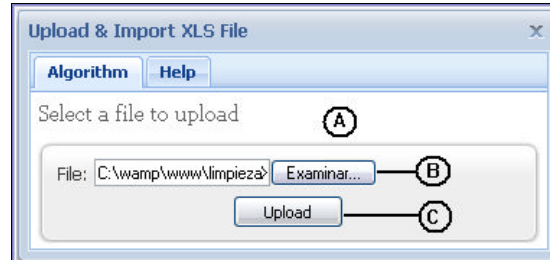 Upload & Import XLS File x
Algorithm Help
Select a file to upload
A
File: C:\wamp\www\limpieza Examinar... B
Upload C